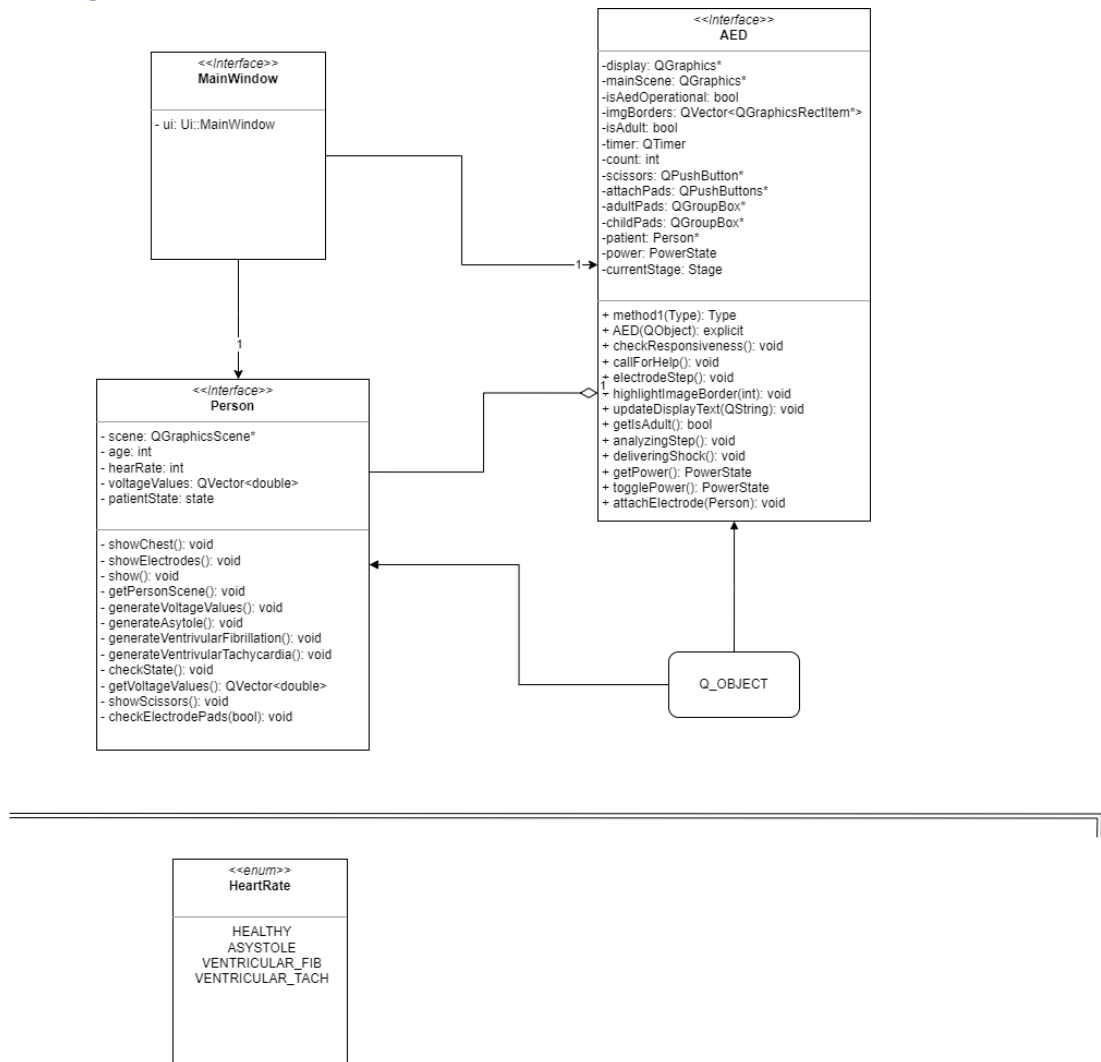 <<Interface>>
MainWindow
- ui: Ui::MainWindow
<<Interface>>
AED
-display: QGraphics*
-mainScene: QGraphics*
-isAedOperational: bool
-imgBorders: QVector<QGraphicsRectItem*>
-isAdult: bool
-timer: QTimer
-count: int
-scissors: QPushButton*
-attachPads: QPushButtons*
-adultPads: QGroupBox*
-childPads: QGroupBox*
-patient: Person*
-power: PowerState
-currentStage: Stage
+ method1(Type): Type
+ AED(QObject): explicit
+ checkResponsiveness(): void
+ callForHelp(): void
+ electrodeStep(): void
+ highlightImageBorder(int): void
+ updateDisplayText(QString): void
+ getIsAdult(): bool
+ analyzingStep(): void
+ deliveringShock(): void
+ getPower(): PowerState
+ togglePower(): PowerState
+ attachElectrode(Person): void
1
1
1
<<Interface>>
Person
- scene: QGraphicsScene*
- age: int
- hearRate: int
- voltageValues: QVector<double>
- patientState: state
- showChest(): void
- showElectrodes(): void
- show(): void
- getPersonScene(): void
- generateVoltageValues(): void
- generateAsytole(): void
- generateVentrivularFibrillation(): void
- generateVentrivularTachycardia(): void
- checkState(): void
- getVoltageValues(): QVector<double>
- showScissors(): void
- checkElectrodePads(bool): void
Q_OBJECT
<<enum>>
HeartRate
HEALTHY
ASYSTOLE
VENTRICULAR_FIB
VENTRICULAR_TACH